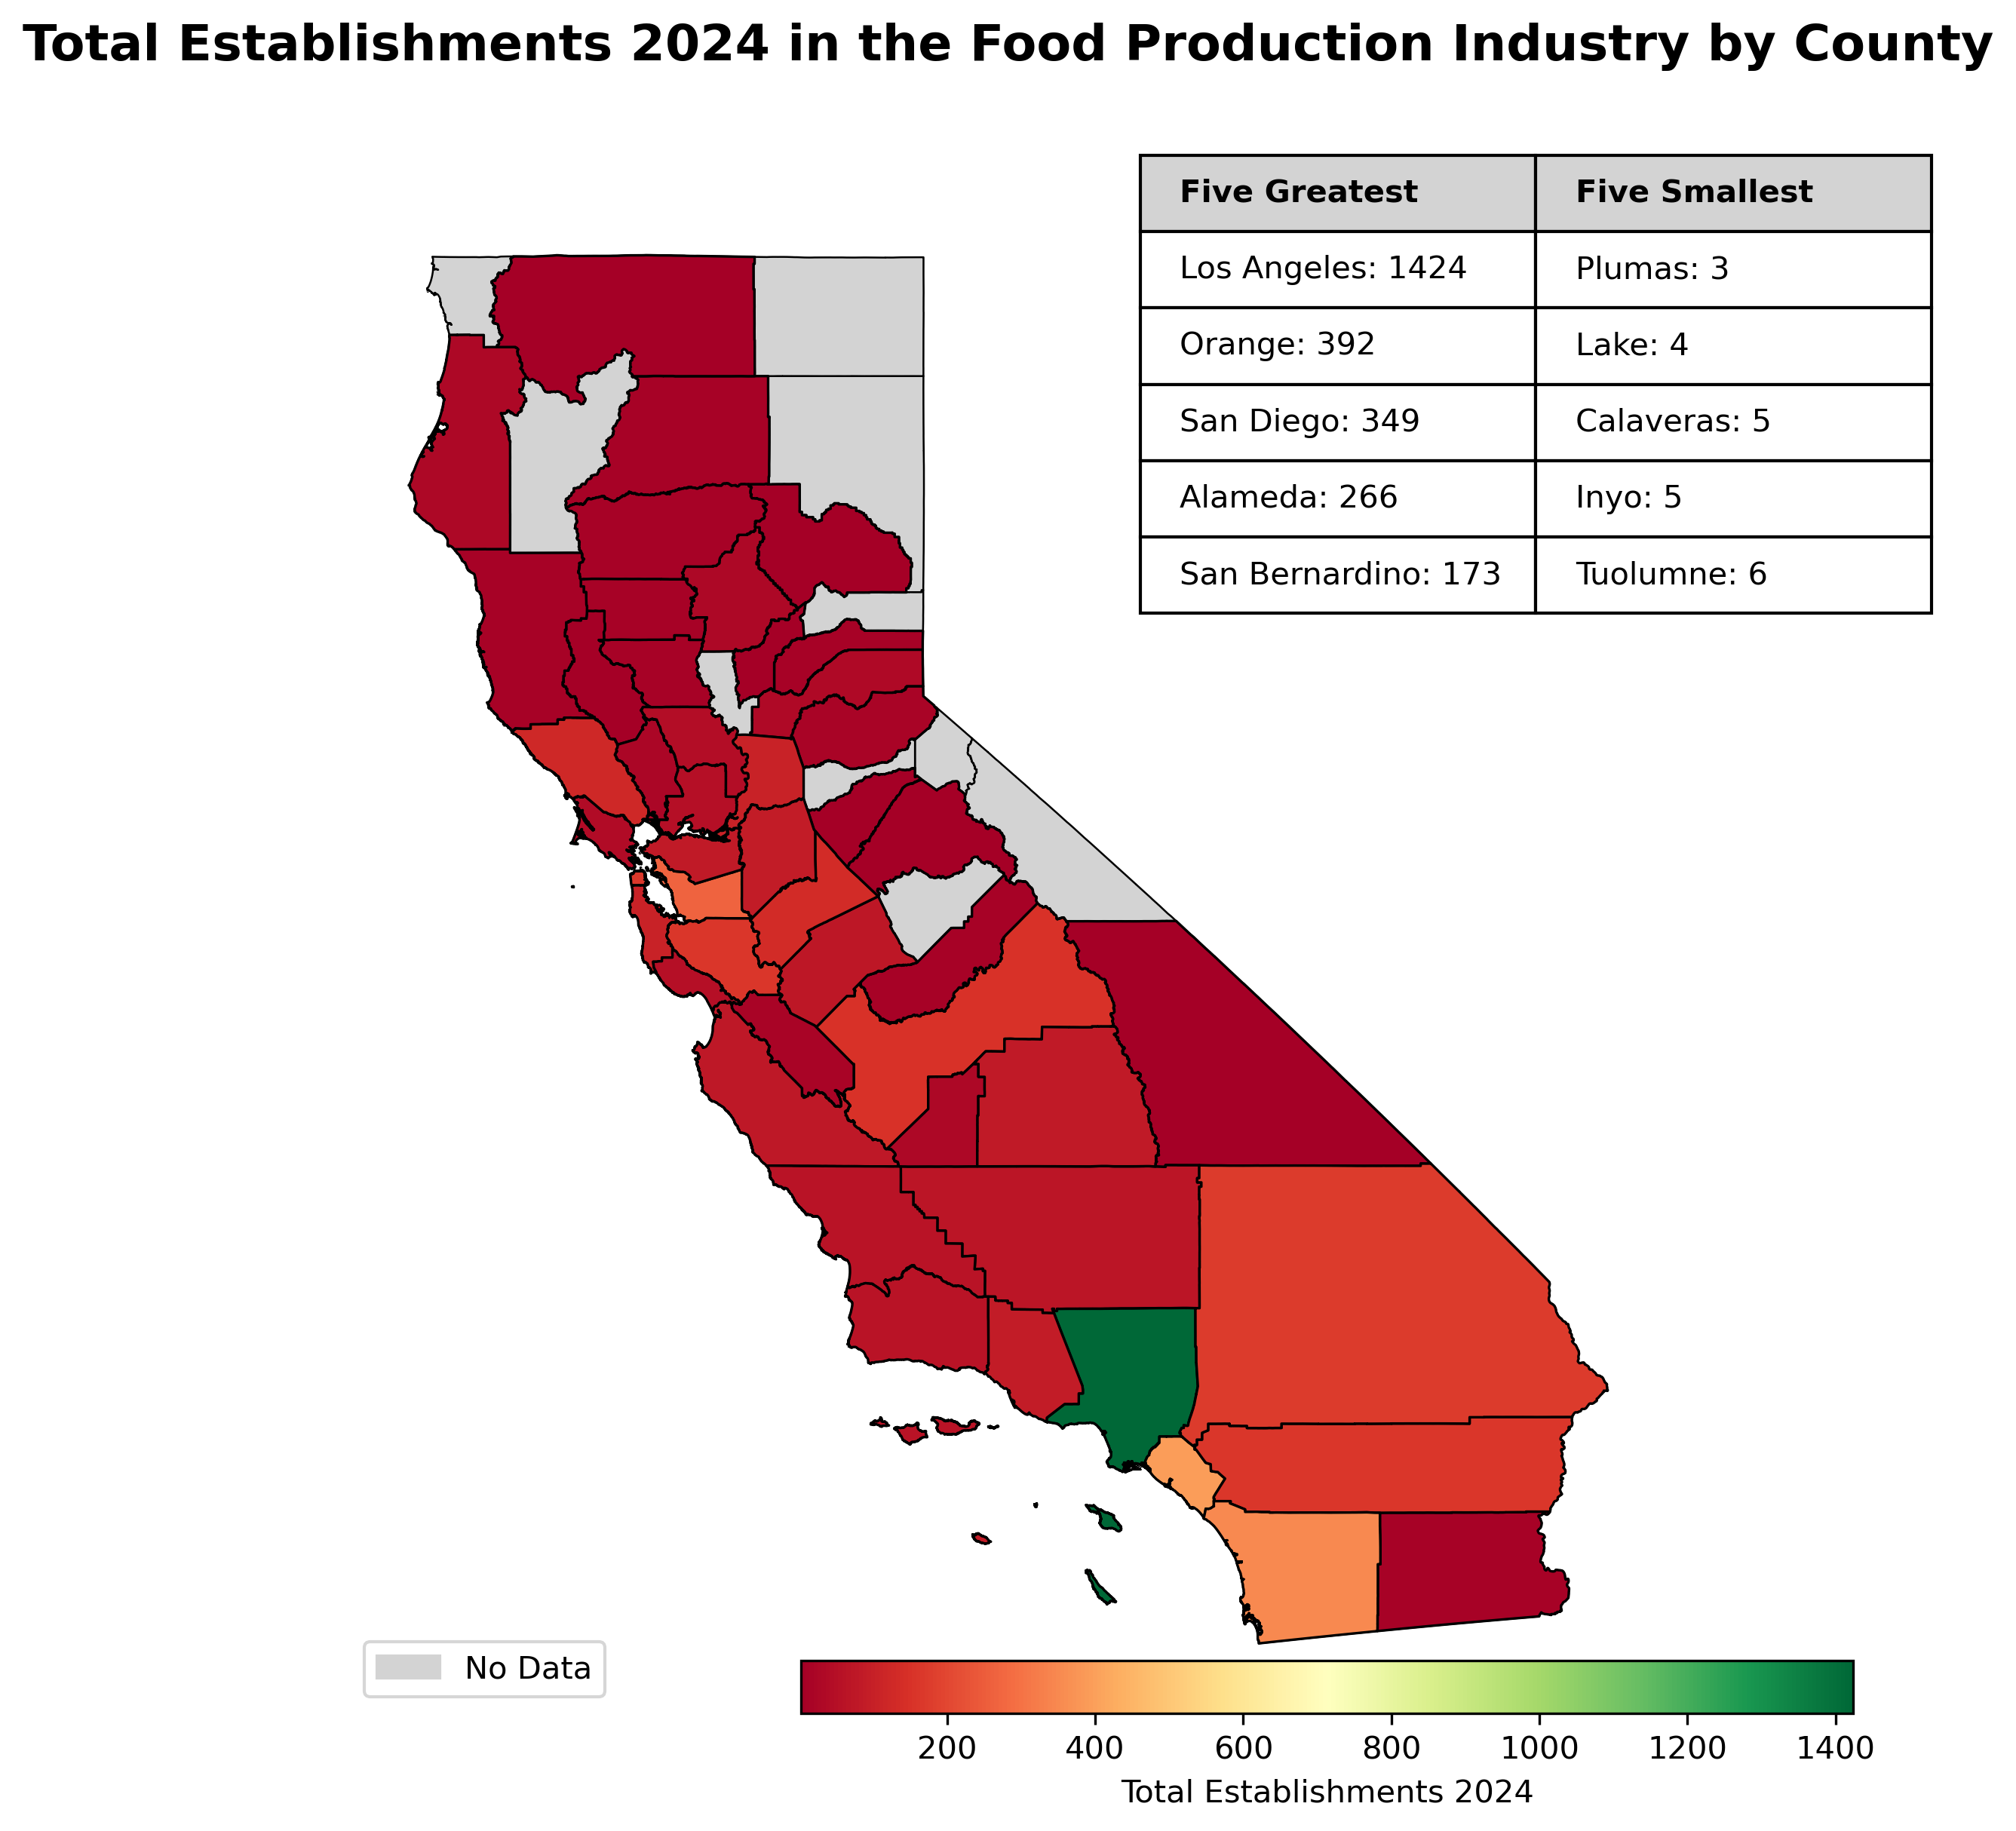 Total Establishments 2024 in the Food Production Industry by County
Five Greatest Five Smallest
Los Angeles: 1424 Plumas: 3
Orange: 392 Lake: 4
San Diego: 349 Calaveras: 5
Alameda: 266 Inyo: 5
San Bernardino: 173 Tuolumne: 6
No Data
200 400 600 800 1000 1200 1400
Total Establishments 2024